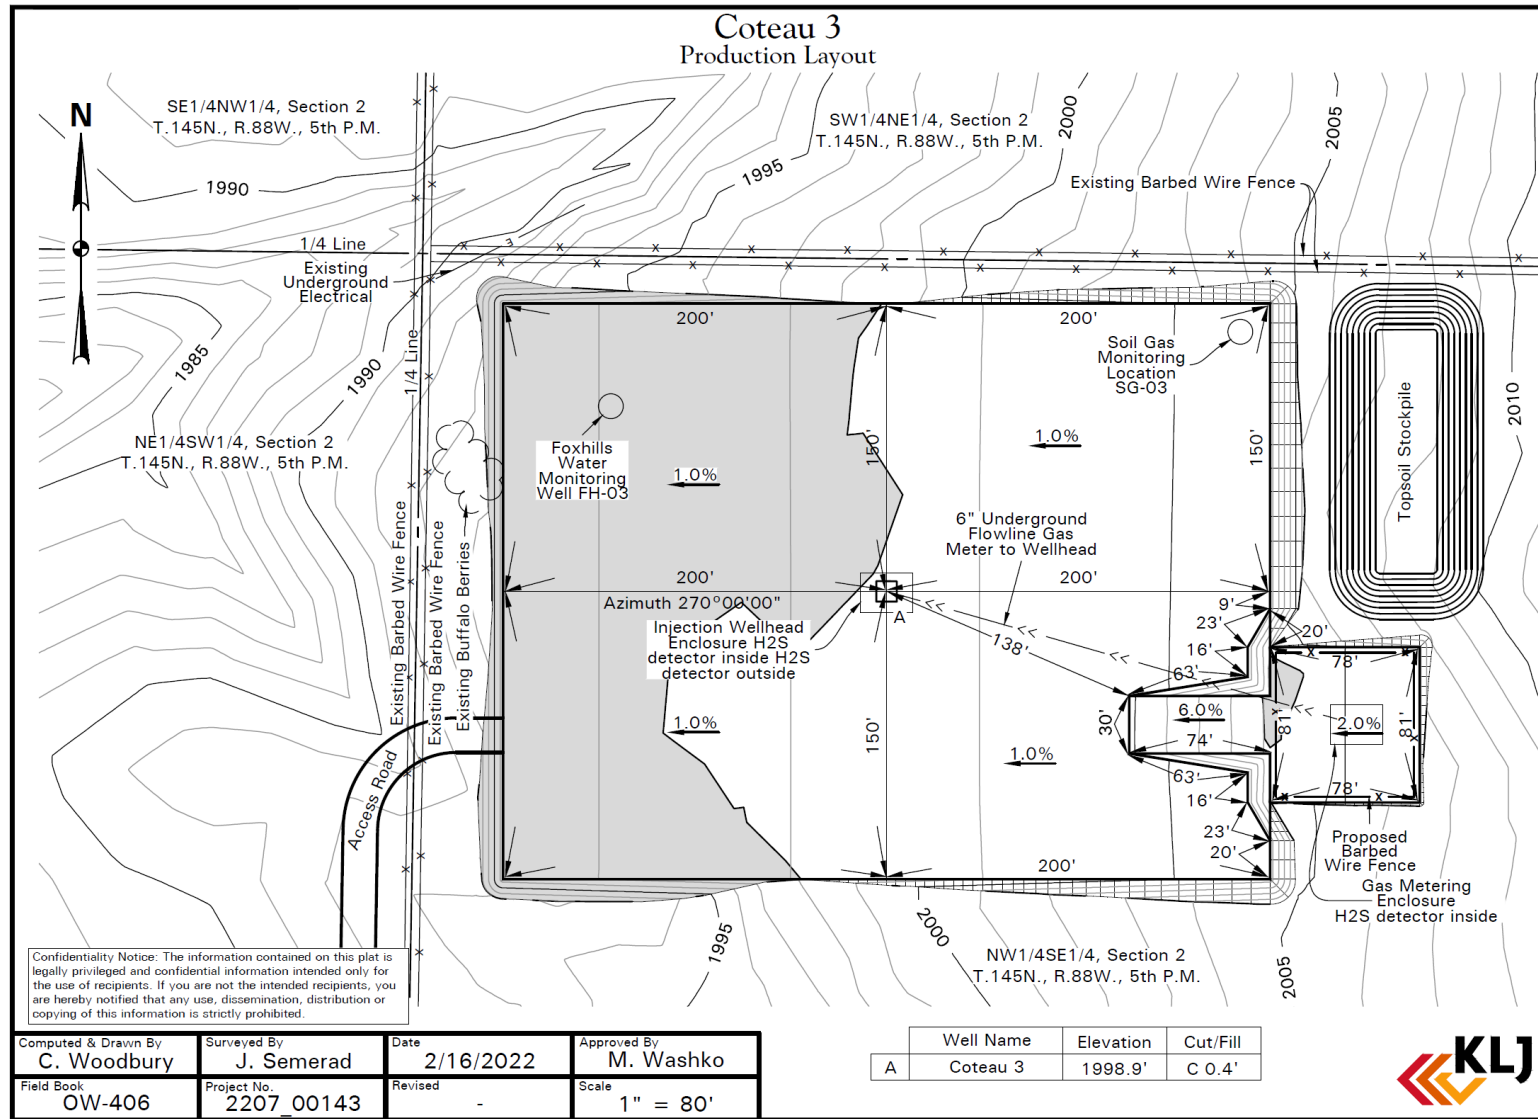 Coteau 3
Production Layout
N
SE1/4NW1/4, Section 2
T.145N., R.88W., 5th P.M.
SW1/4NE1/4, Section 2
T.145N., R.88W., 5th P.M.
2000
2005
1995
1990
Existing Barbed Wire Fence
1/4 Line
Existing
Underground
Electrical
E
1985
1990
1/4 Line
NE1/4SW1/4, Section 2
T.145N., R.88W., 5th P.M.
200'
200'
Soil Gas
Monitoring
Location
SG-03
Foxhills
Water
Monitoring
Well FH-03
1.0%
1.0%
150'
150'
Topsoil Stockpile
2010
6" Underground
Flowline Gas
Meter to Wellhead
Existing Barbed Wire Fence
Existing Barbed Wire Fence
Existing Buffalo Berries
200'
200'
Azimuth 270°00'00"
A
Injection Wellhead
Enclosure H2S
detector inside H2S
detector outside
138'
9'
23'
16'
63'
20'
78'
81'
81'
2.0%
6.0%
30'
74'
63'
16'
23'
20'
78'
1.0%
1.0%
150'
200'
Access Road
Proposed
Barbed
Wire Fence
Gas Metering
Enclosure
H2S detector inside
1995
2000
2005
NW1/4SE1/4, Section 2
T.145N., R.88W., 5th P.M.
Confidentiality Notice: The information contained on this plat is
legally privileged and confidential information intended only for
the use of recipients. If you are not the intended recipients, you
are hereby notified that any use, dissemination, distribution or
copying of this information is strictly prohibited.
Computed & Drawn By
C. Woodbury
Surveyed By
J. Semerad
Date
2/16/2022
Approved By
M. Washko
Field Book
OW-406
Project No.
2207_00143
Revised
-
Scale
1" = 80'
Well Name Elevation Cut/Fill
A Coteau 3 1998.9' C 0.4'
KLJ